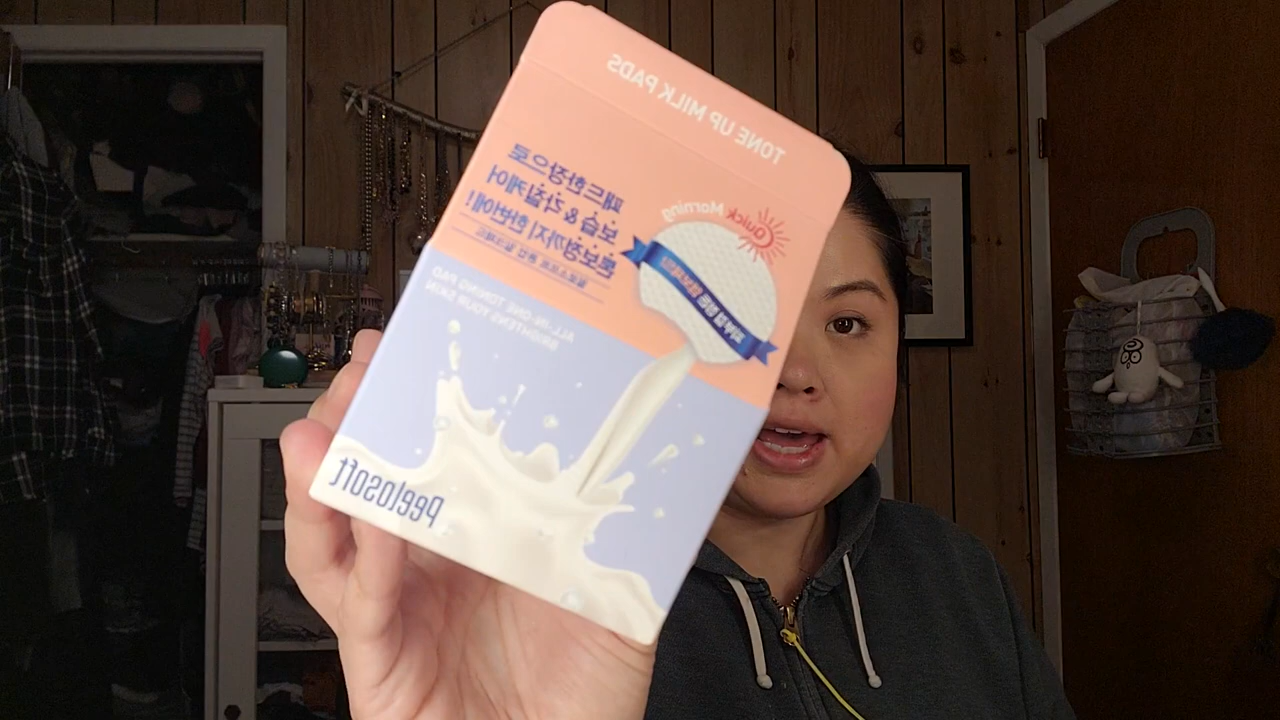 TONE UP MILK PADS
Quick Morning
패드한장으로
보습 & 각질케어
톤보정까지 한번에!
ALL-IN-ONE TONING PAD
BRIGHTENS YOUR SKIN
peelosoft